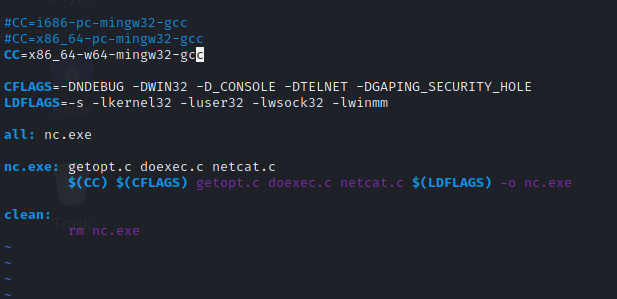 #CC=i686-pc-mingw32-gcc
#CC=x86_64-pc-mingw32-gcc
CC=x86_64-w64-mingw32-gcc
CFLAGS=-DNDEBUG -DWIN32 -D_CONSOLE -DTELNET -DGAPING_SECURITY_HOLE
LDFLAGS=-s -lkernel32 -luser32 -lwsock32 -lwinmm
all: nc.exe
nc.exe: getopt.c doexec.c netcat.c
$(CC) $(CFLAGS) getopt.c doexec.c netcat.c $(LDFLAGS) -o nc.exe
clean:
rm nc.exe
~
~
~
~
Trash